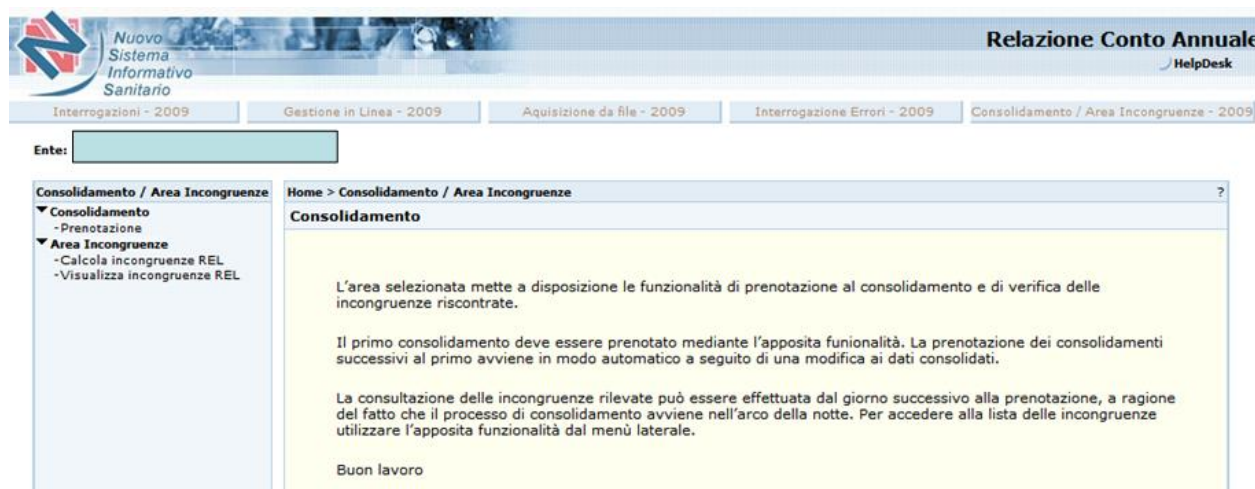 Nuovo
Sistema
Informativo
Sanitario
Relazione Conto Annuale
HelpDesk
Interrogazioni - 2009
Gestione in Linea - 2009
Aquisizione da file - 2009
Interrogazione Errori - 2009
Consolidamento / Area Incongruenze - 2009
Ente:
Consolidamento / Area Incongruenze
Consolidamento
-Prenotazione
Area Incongruenze
-Calcola incongruenze REL
-Visualizza incongruenze REL
Home > Consolidamento / Area Incongruenze ?
Consolidamento
L'area selezionata mette a disposizione le funzionalità di prenotazione al consolidamento e di verifica delle
incongruenze riscontrate.
Il primo consolidamento deve essere prenotato mediante l'apposita funionalità. La prenotazione dei consolidamenti
successivi al primo avviene in modo automatico a seguito di una modifica ai dati consolidati.
La consultazione delle incongruenze rilevate può essere effettuata dal giorno successivo alla prenotazione, a ragione
del fatto che il processo di consolidamento avviene nell'arco della notte. Per accedere alla lista delle incongruenze
utilizzare l'apposita funzionalità dal menù laterale.
Buon lavoro